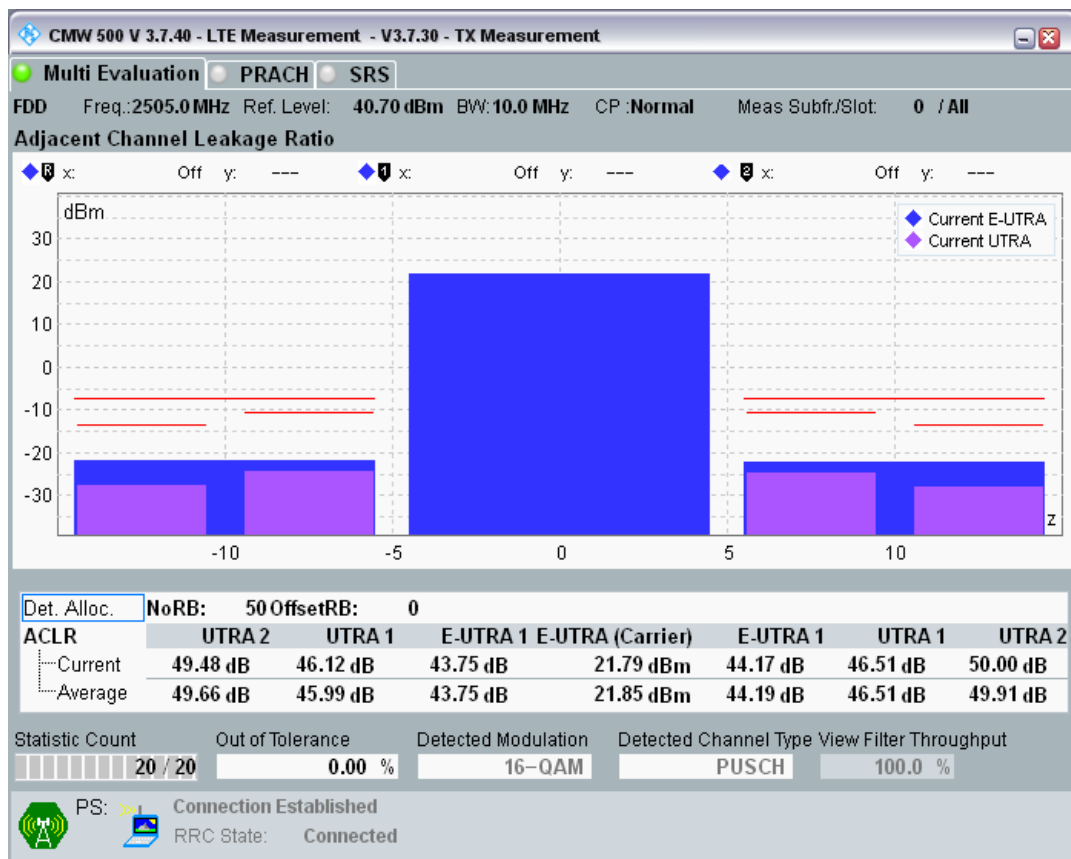 CMW 500 V 3.7.40 - LTE Measurement - V3.7.30 - TX Measurement
Multi Evaluation PRACH SRS
FDD Freq.:2505.0 MHz Ref. Level: 40.70 dBm BW: 10.0 MHz CP :Normal Meas Subfr./Slot: 0 / All
Adjacent Channel Leakage Ratio
R x: Off y: --- 1 x: Off y: --- 2 x: Off y: ---
dBm
Current E-UTRA
Current UTRA
30
20
10
0
-10
-20
-30
z
-10 -5 0 5 10
Det. Alloc. NoRB: 50 OffsetRB: 0
ACLR UTRA 2 UTRA 1 E-UTRA 1 E-UTRA (Carrier) E-UTRA 1 UTRA 1 UTRA 2
Current 49.48 dB 46.12 dB 43.75 dB 21.79 dBm 44.17 dB 46.51 dB 50.00 dB
Average 49.66 dB 45.99 dB 43.75 dB 21.85 dBm 44.19 dB 46.51 dB 49.91 dB
Statistic Count Out of Tolerance Detected Modulation Detected Channel Type View Filter Throughput
20 / 20 0.00 % 16-QAM PUSCH 100.0 %
PS: Connection Established
RRC State: Connected